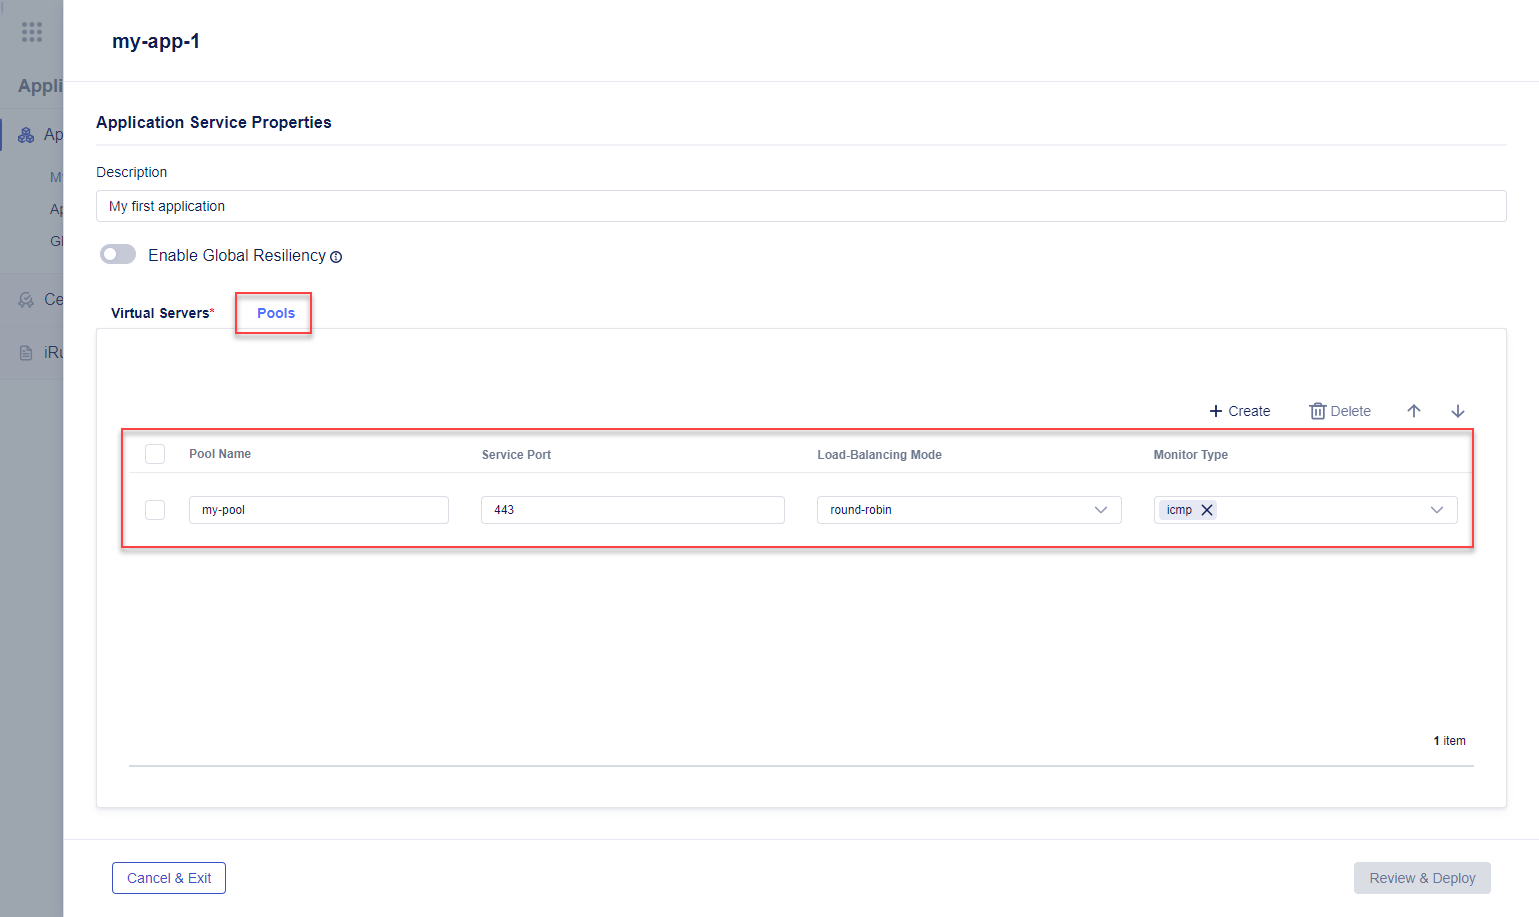 my-app-1
Appli
Application Service Properties
Ap
Description
My
My first application
Ap
Gl
Enable Global Resiliency
Ce
Virtual Servers*
Pools
iRu
Create
Delete
Pool Name
Service Port
Load-Balancing Mode
Monitor Type
my-pool
443
round-robin
icmp
1 item
Cancel & Exit
Review & Deploy